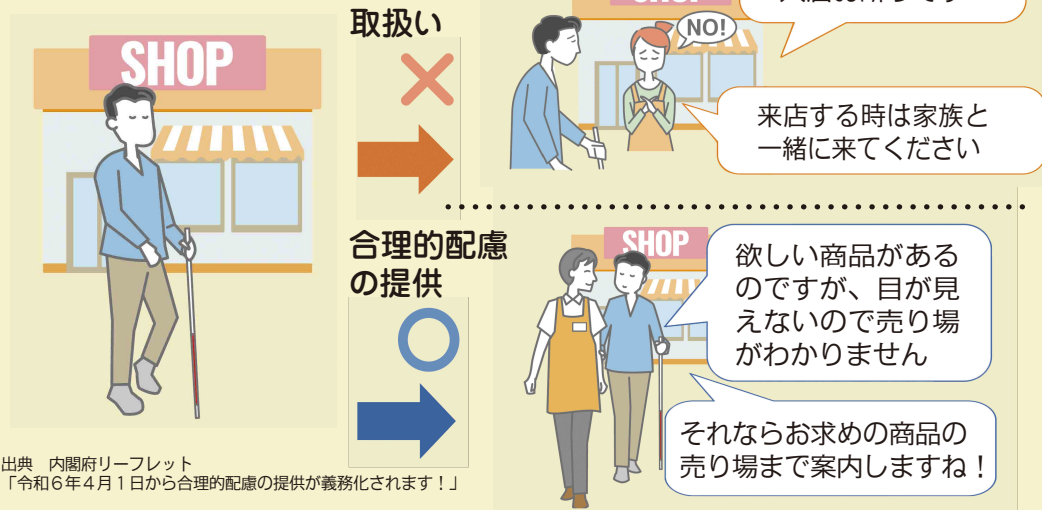 SHOP
取扱い
SHOP
NO!
来店する時は家族と
一緒に来てください
合理的配慮
の提供
SHOP
欲しい商品がある
のですが、目が見
えないので売り場
がわかりません
それならお求めの商品の
売り場まで案内しますね！
出典　内閣府リーフレット
「令和６年４月１日から合理的配慮の提供が義務化されます！」